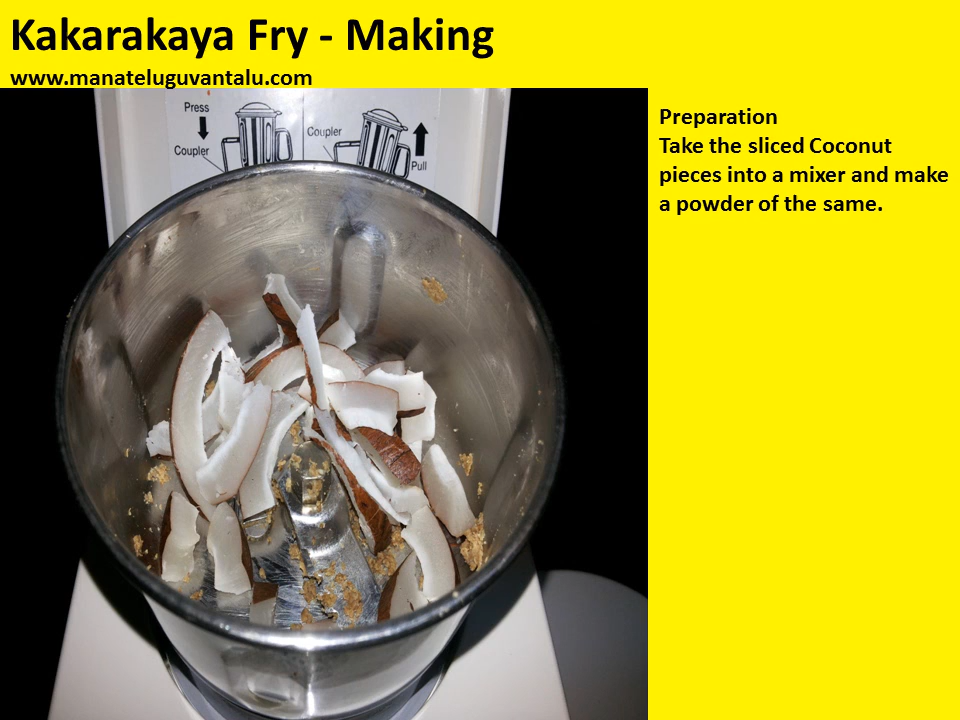 Kakarakaya Fry - Making
www.manateluguvantalu.com
Press
Coupler
Coupler
Pull
Preparation
Take the sliced Coconut
pieces into a mixer and make
a powder of the same.